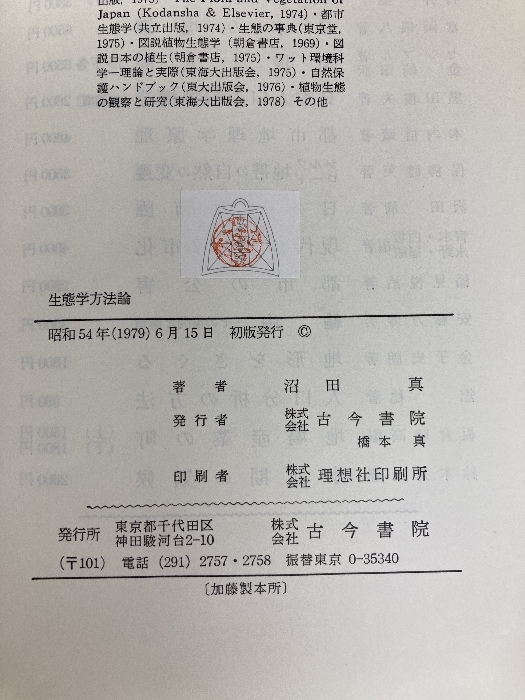 出版, 1973)・The Flora and Vegetation of
Japan (Kodansha & Elsevier, 1974)・都市
生態学(共立出版, 1974)・生態の事典(東京堂,
1975)・図説植物生態学(朝倉書店, 1969)・図
説日本の植生(朝倉書店, 1975)・ワット環境科
学―理論と実際(東海大出版会, 1975)・自然保
護ハンドブック(東大出版会, 1976)・植物生態
の観察と研究(東海大出版会, 1978) その他
生態学方法論
昭和54年(1979) 6月15日 初版発行 ©
著者 沼田真
発行者 株式会社 古今書院
橋本真
印刷者 株式会社 理想社印刷所
発行所 東京都千代田区神田駿河台2-10 株式会社 古今書院
(〒101) 電話 (291) 2757・2758 振替東京 0-35340
〔加藤製本所〕